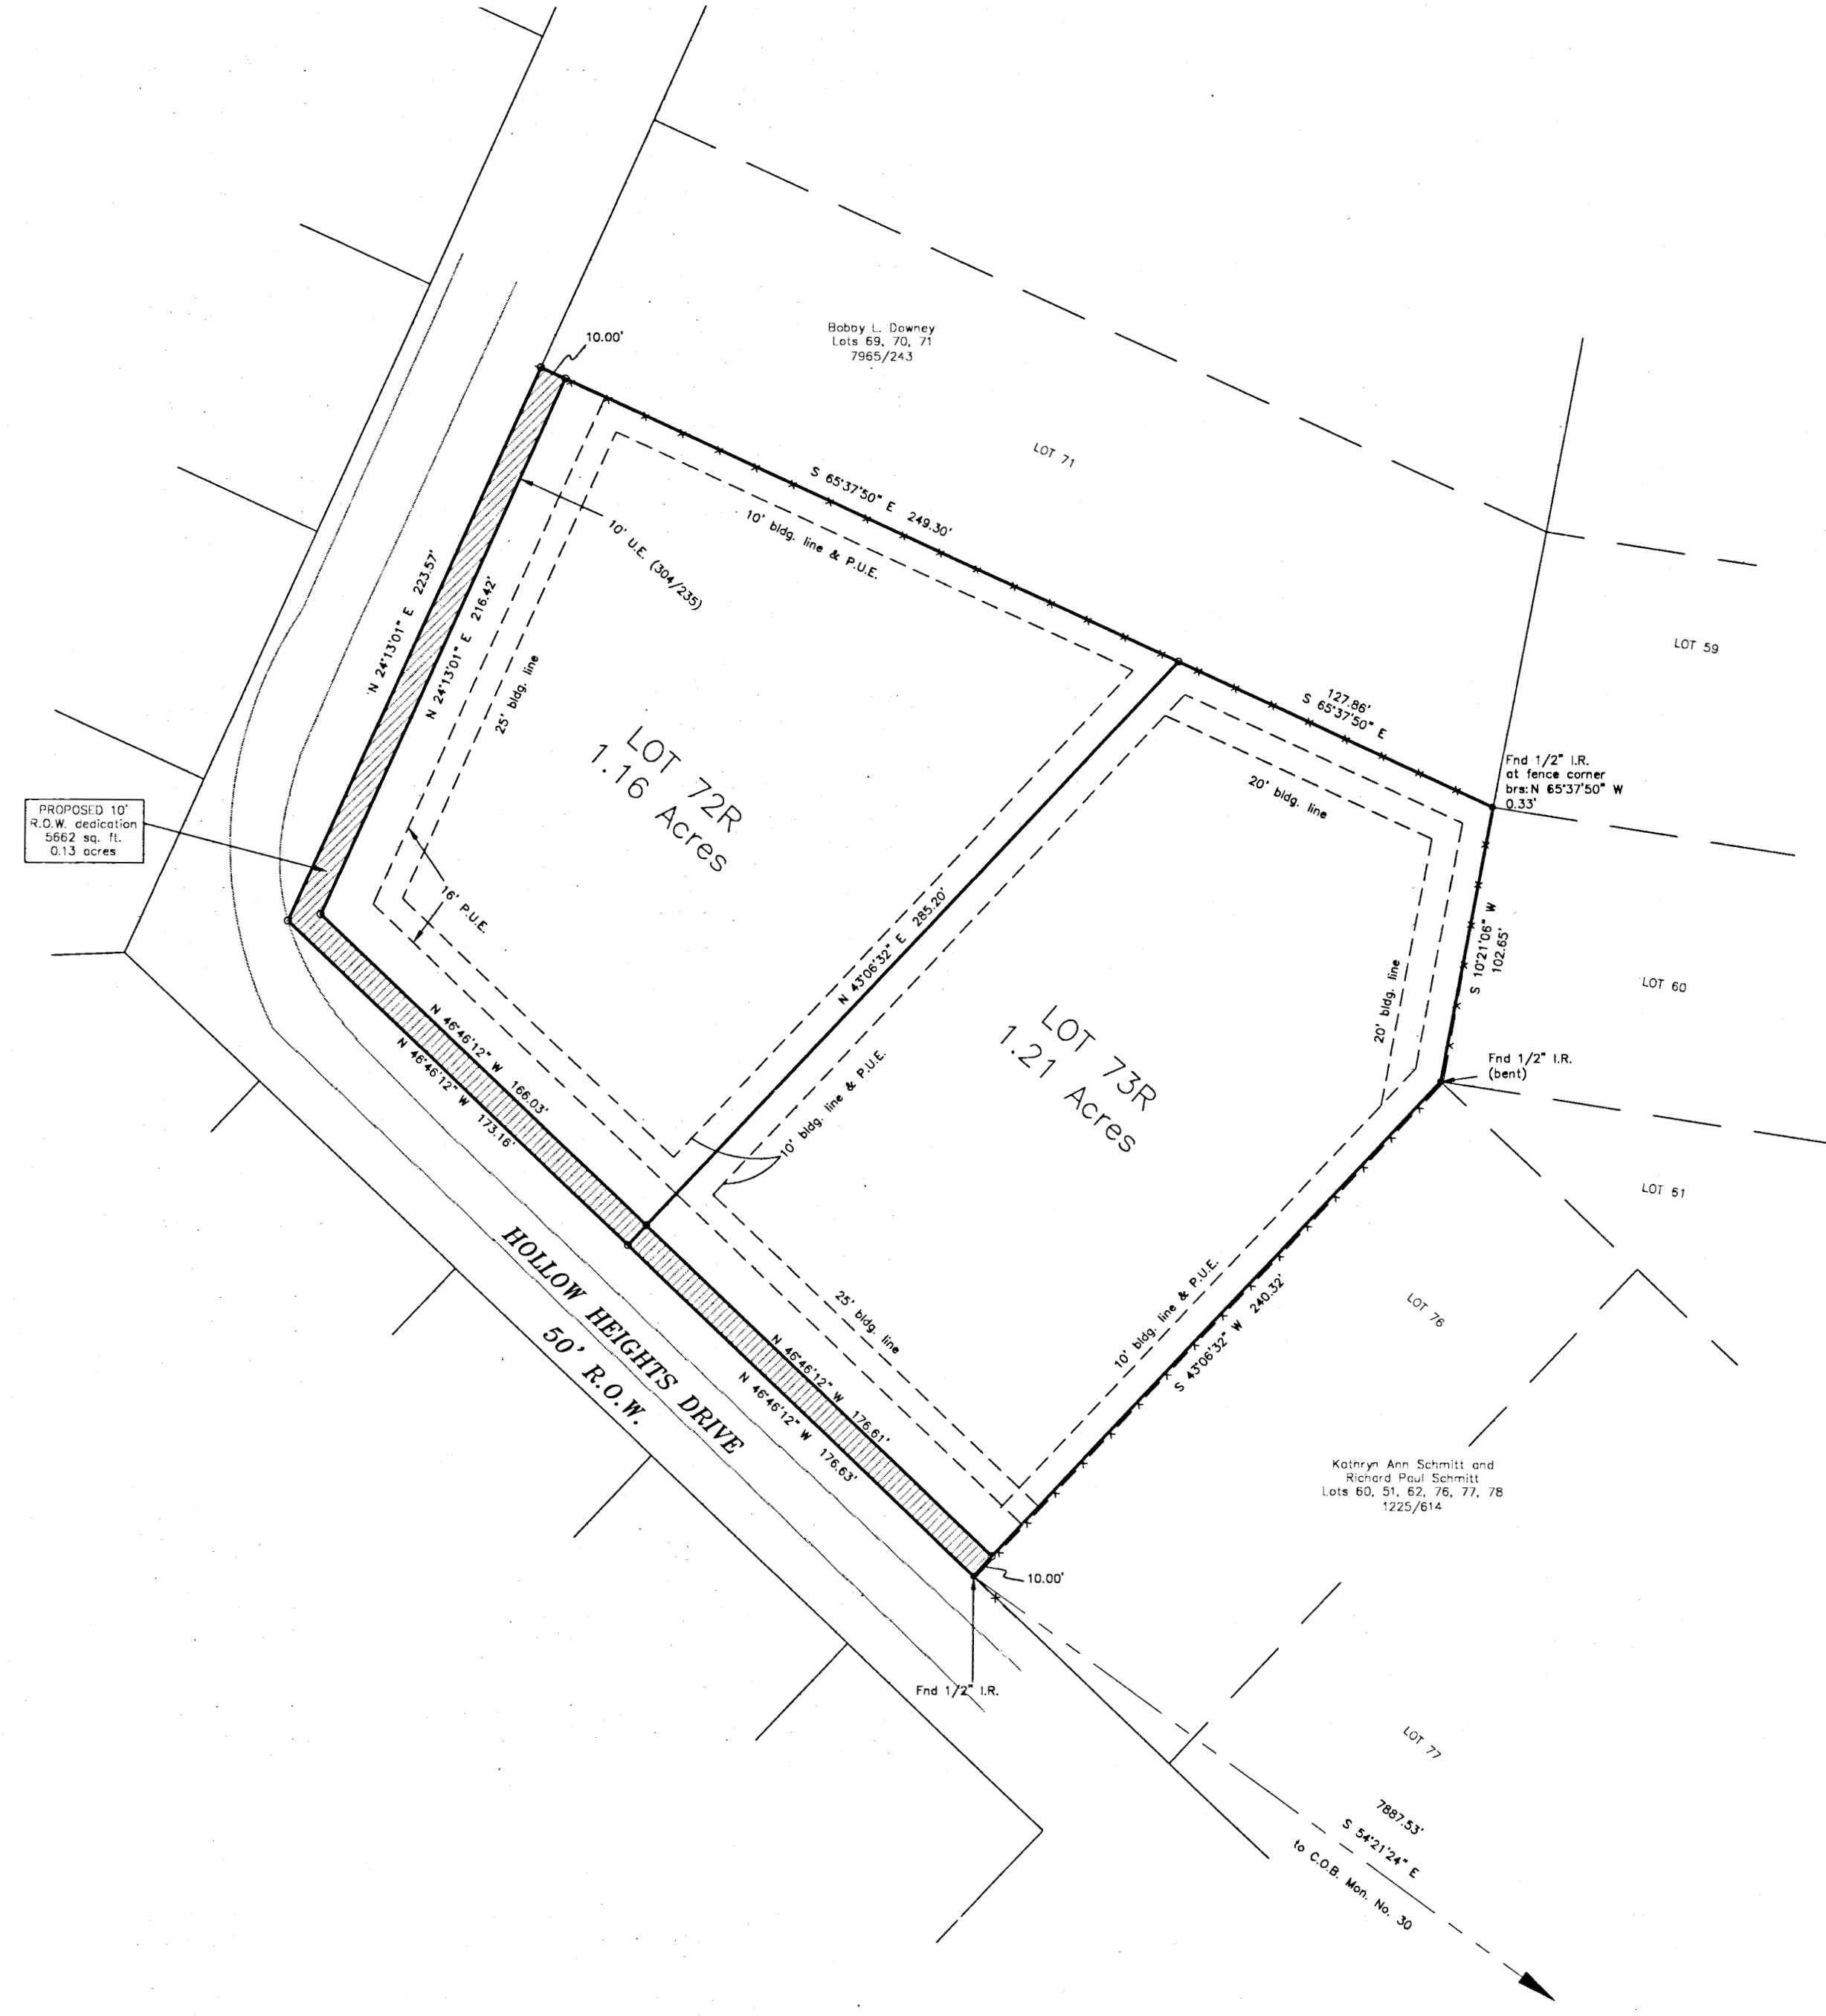 10.00'
Bobby L. Downey
Lots 69, 70, 71
7965/243
LOT 71
S 65°37'50" E 249.30'
10' bldg. line & P.U.E.
10' U.E. (304/235)
N 24°13'01" E 223.57'
N 24°13'01" E 216.42'
25' bldg. line
LOT 59
127.86'
S 65°37'50" E
Fnd 1/2" I.R.
at fence corner
brs: N 65°37'50" W
0.33'
LOT 72R
1.16 Acres
20' bldg. line
PROPOSED 10'
R.O.W. dedication
5662 sq. ft.
0.13 acres
16' P.U.E.
N 43°06'32" E 285.20'
S 10°21'06" W
102.65'
20' bldg. line
LOT 60
LOT 73R
1.21 Acres
Fnd 1/2" I.R.
(bent)
N 46°46'12" W 166.03'
N 46°46'12" W 173.16'
10' bldg. line & P.U.E.
LOT 61
HOLLOW HEIGHTS DRIVE
50' R.O.W.
25' bldg. line
10' bldg. line & P.U.E.
S 43°06'32" W 240.32'
LOT 76
N 46°46'12" W 176.61'
N 46°46'12" W 176.63'
Kathryn Ann Schmitt and
Richard Paul Schmitt
Lots 60, 51, 62, 76, 77, 78
1225/614
10.00'
Fnd 1/2" I.R.
LOT 77
7887.53'
S 54°21'24" E
to C.O.B. Mon. No. 30